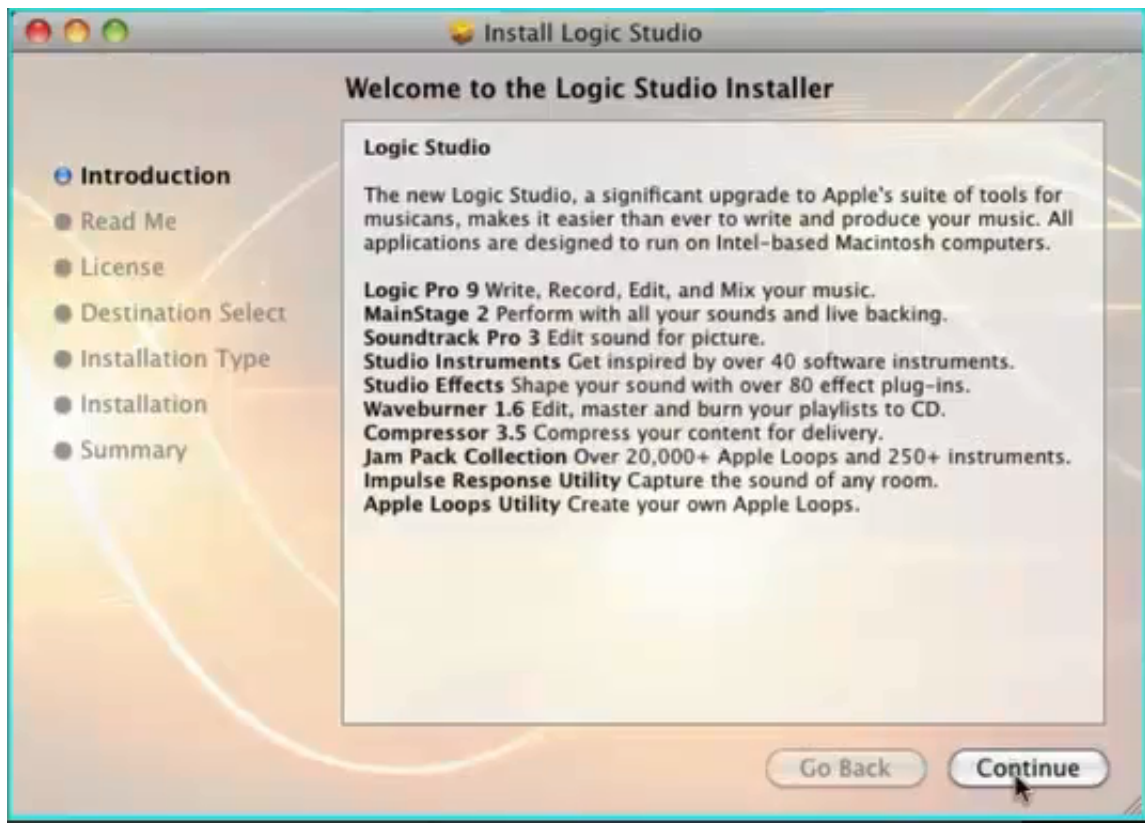 Install Logic Studio
Welcome to the Logic Studio Installer
Introduction
Read Me
License
Destination Select
Installation Type
Installation
Summary
Logic Studio
The new Logic Studio, a significant upgrade to Apple's suite of tools for
musicans, makes it easier than ever to write and produce your music. All
applications are designed to run on Intel-based Macintosh computers.
Logic Pro 9 Write, Record, Edit, and Mix your music.
MainStage 2 Perform with all your sounds and live backing.
Soundtrack Pro 3 Edit sound for picture.
Studio Instruments Get inspired by over 40 software instruments.
Studio Effects Shape your sound with over 80 effect plug-ins.
Waveburner 1.6 Edit, master and burn your playlists to CD.
Compressor 3.5 Compress your content for delivery.
Jam Pack Collection Over 20,000+ Apple Loops and 250+ instruments.
Impulse Response Utility Capture the sound of any room.
Apple Loops Utility Create your own Apple Loops.
Go Back
Continue